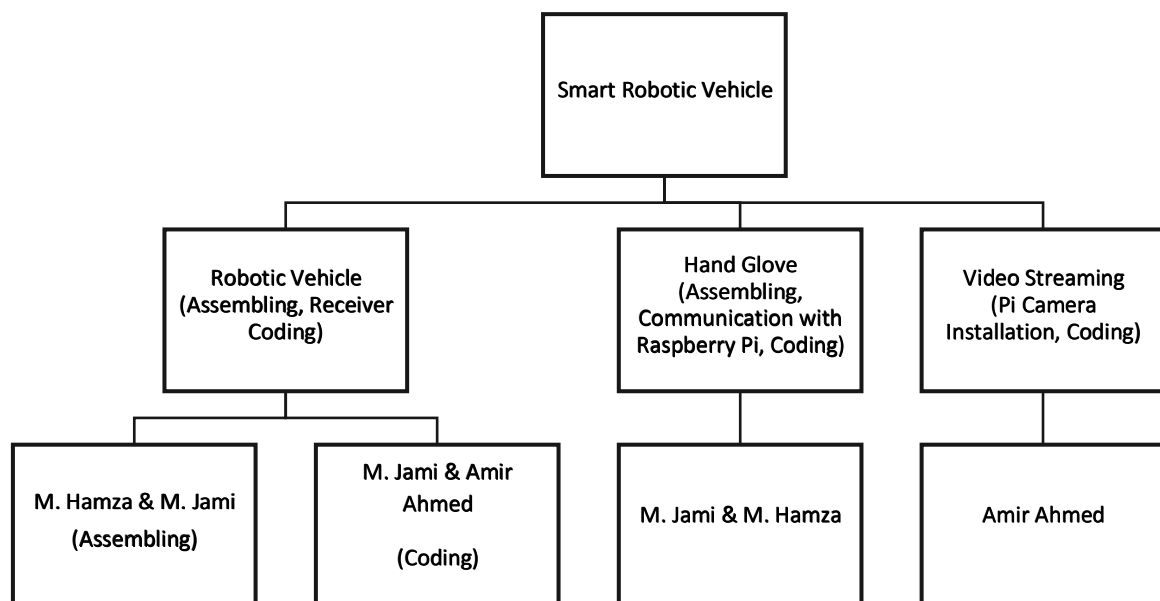 Smart Robotic Vehicle
Robotic Vehicle
(Assembling, Receiver
Coding)
Hand Glove
(Assembling,
Communication with
Raspberry Pi, Coding)
Video Streaming
(Pi Camera
Installation, Coding)
M. Hamza & M. Jami
(Assembling)
M. Jami & Amir
Ahmed
(Coding)
M. Jami & M. Hamza
Amir Ahmed